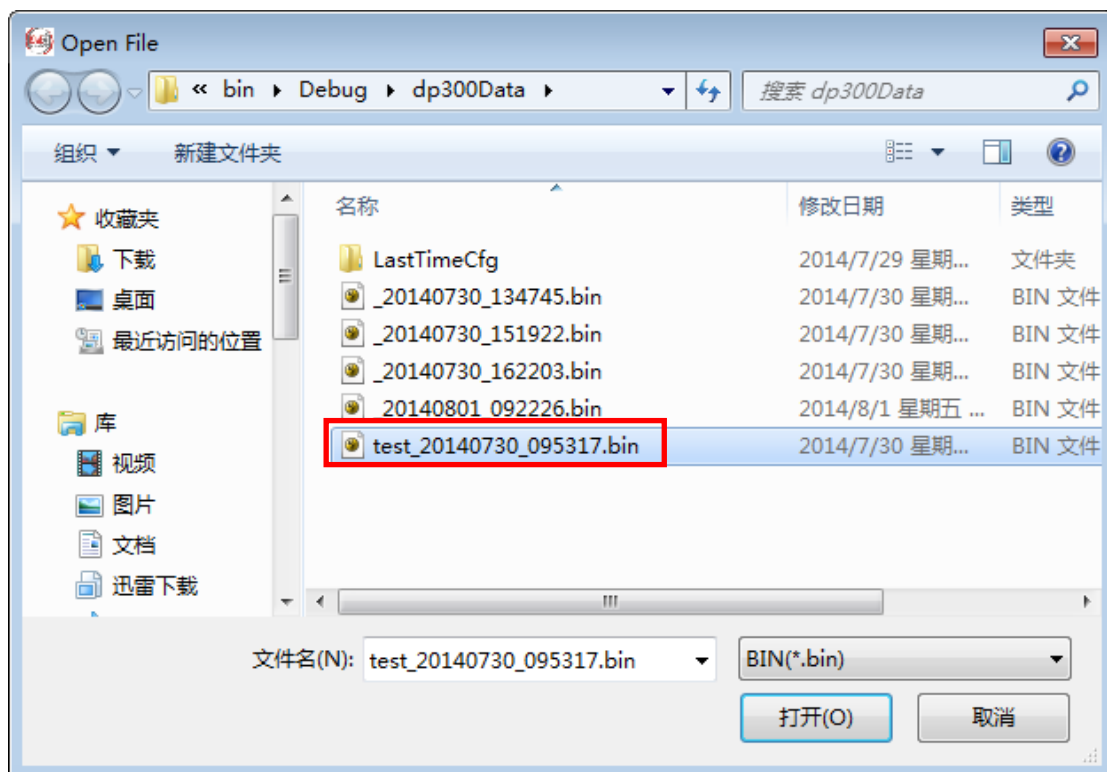 Open File
« bin ▸ Debug ▸ dp300Data ▸
搜索 dp300Data
组织 ▼ 新建文件夹
收藏夹
下载
桌面
最近访问的位置
库
视频
图片
文档
迅雷下载
名称 修改日期 类型
LastTimeCfg 2014/7/29 星期... 文件夹
_20140730_134745.bin 2014/7/30 星期... BIN 文件
_20140730_151922.bin 2014/7/30 星期... BIN 文件
_20140730_162203.bin 2014/7/30 星期... BIN 文件
_20140801_092226.bin 2014/8/1 星期五 ... BIN 文件
test_20140730_095317.bin 2014/7/30 星期... BIN 文件
文件名(N): test_20140730_095317.bin BIN(*.bin)
打开(O) 取消